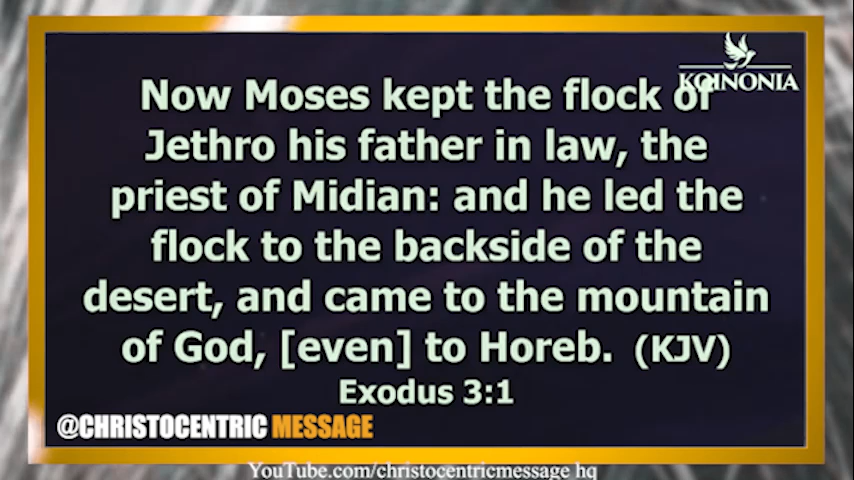 KOINONIA
Now Moses kept the flock of
Jethro his father in law, the
priest of Midian: and he led the
flock to the backside of the
desert, and came to the mountain
of God, [even] to Horeb. (KJV)
Exodus 3:1
@CHRISTOCENTRIC MESSAGE
YouTube.com/christocentricmessage hq